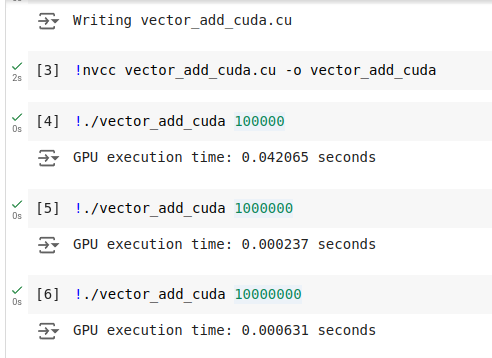 Writing vector_add_cuda.cu
2s [3] !nvcc vector_add_cuda.cu -o vector_add_cuda
0s [4] !./vector_add_cuda 100000
GPU execution time: 0.042065 seconds
0s [5] !./vector_add_cuda 1000000
GPU execution time: 0.000237 seconds
0s [6] !./vector_add_cuda 10000000
GPU execution time: 0.000631 seconds